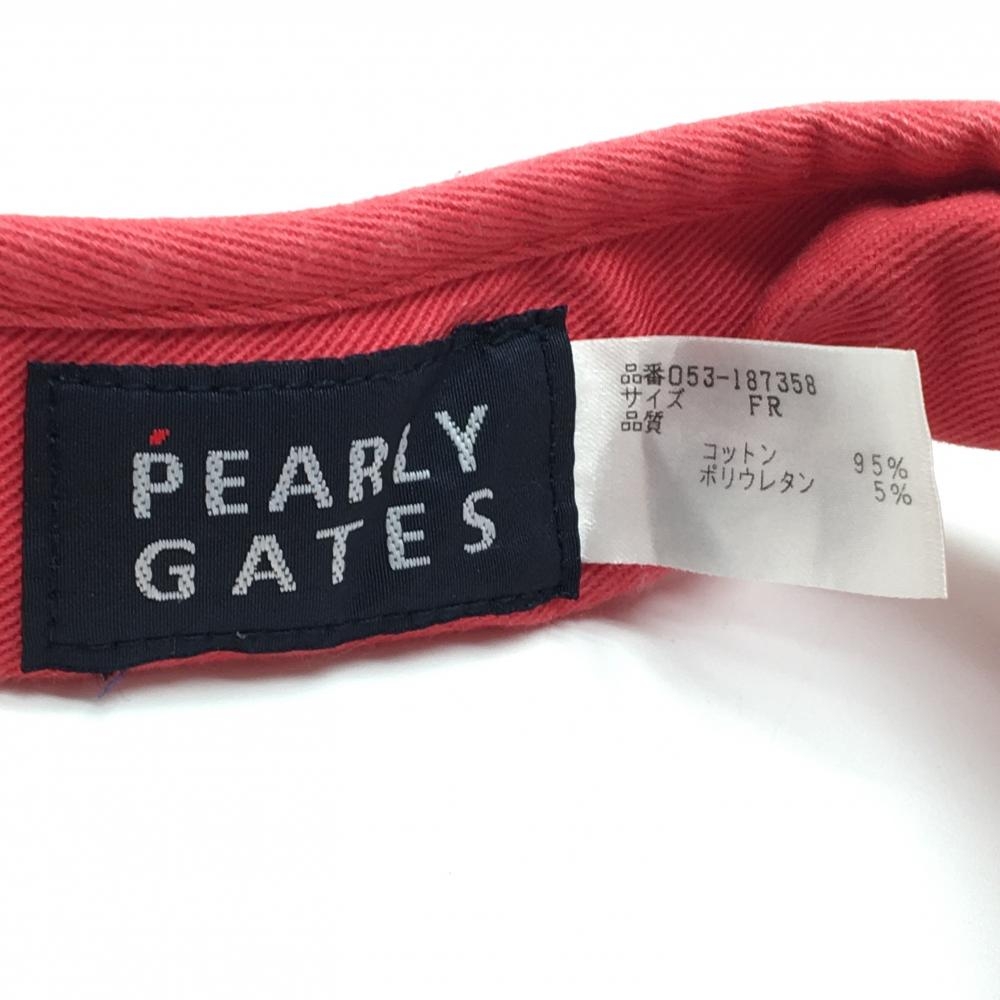 PEARLY
GATES
品番053-187358
サイズ FR
品質
コットン 95%
ポリウレタン 5%